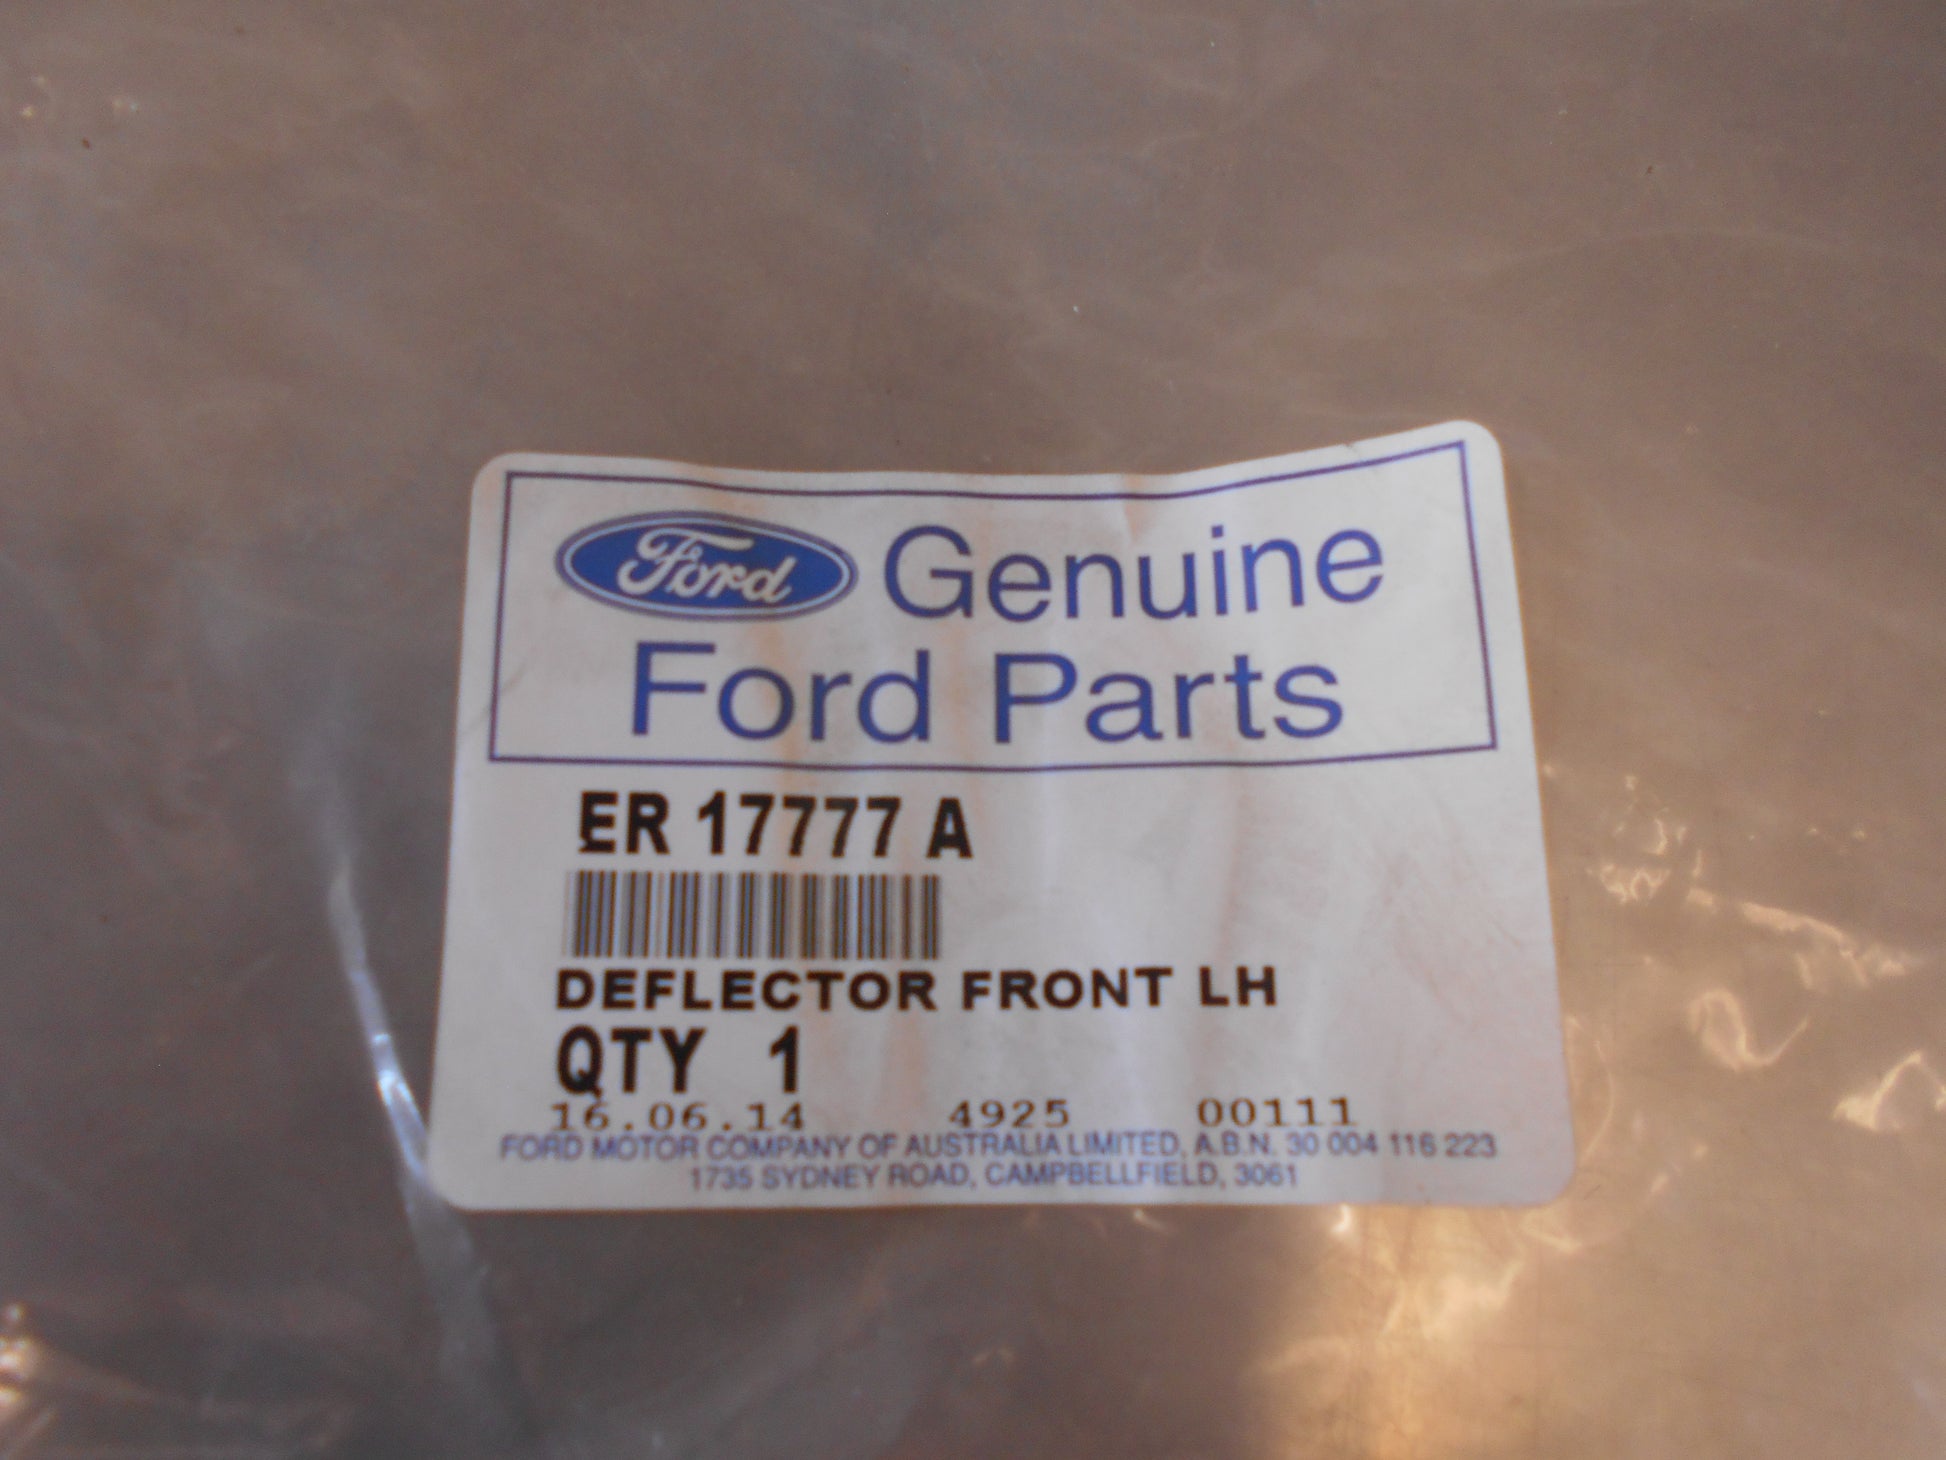 Ford Genuine
Ford Parts
ER 17777 A
DEFLECTOR FRONT LH
QTY 1
16.06.14 4925 00111
FORD MOTOR COMPANY OF AUSTRALIA LIMITED, A.B.N. 30 004 116 223
1735 SYDNEY ROAD, CAMPBELLFIELD, 3061